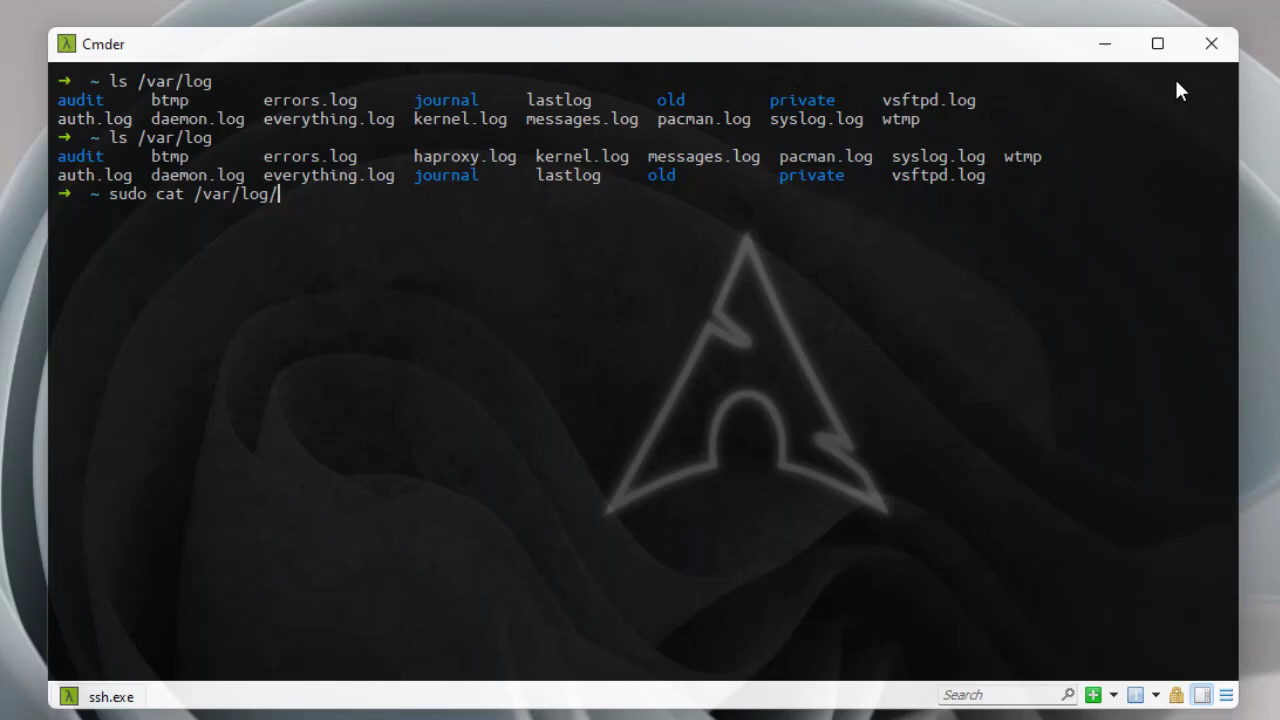 Cmder
➜ ~ ls /var/log
audit btmp errors.log journal lastlog old private vsftpd.log
auth.log daemon.log everything.log kernel.log messages.log pacman.log syslog.log wtmp
➜ ~ ls /var/log
audit btmp errors.log haproxy.log kernel.log messages.log pacman.log syslog.log wtmp
auth.log daemon.log everything.log journal lastlog old private vsftpd.log
➜ ~ sudo cat /var/log/
ssh.exe Search